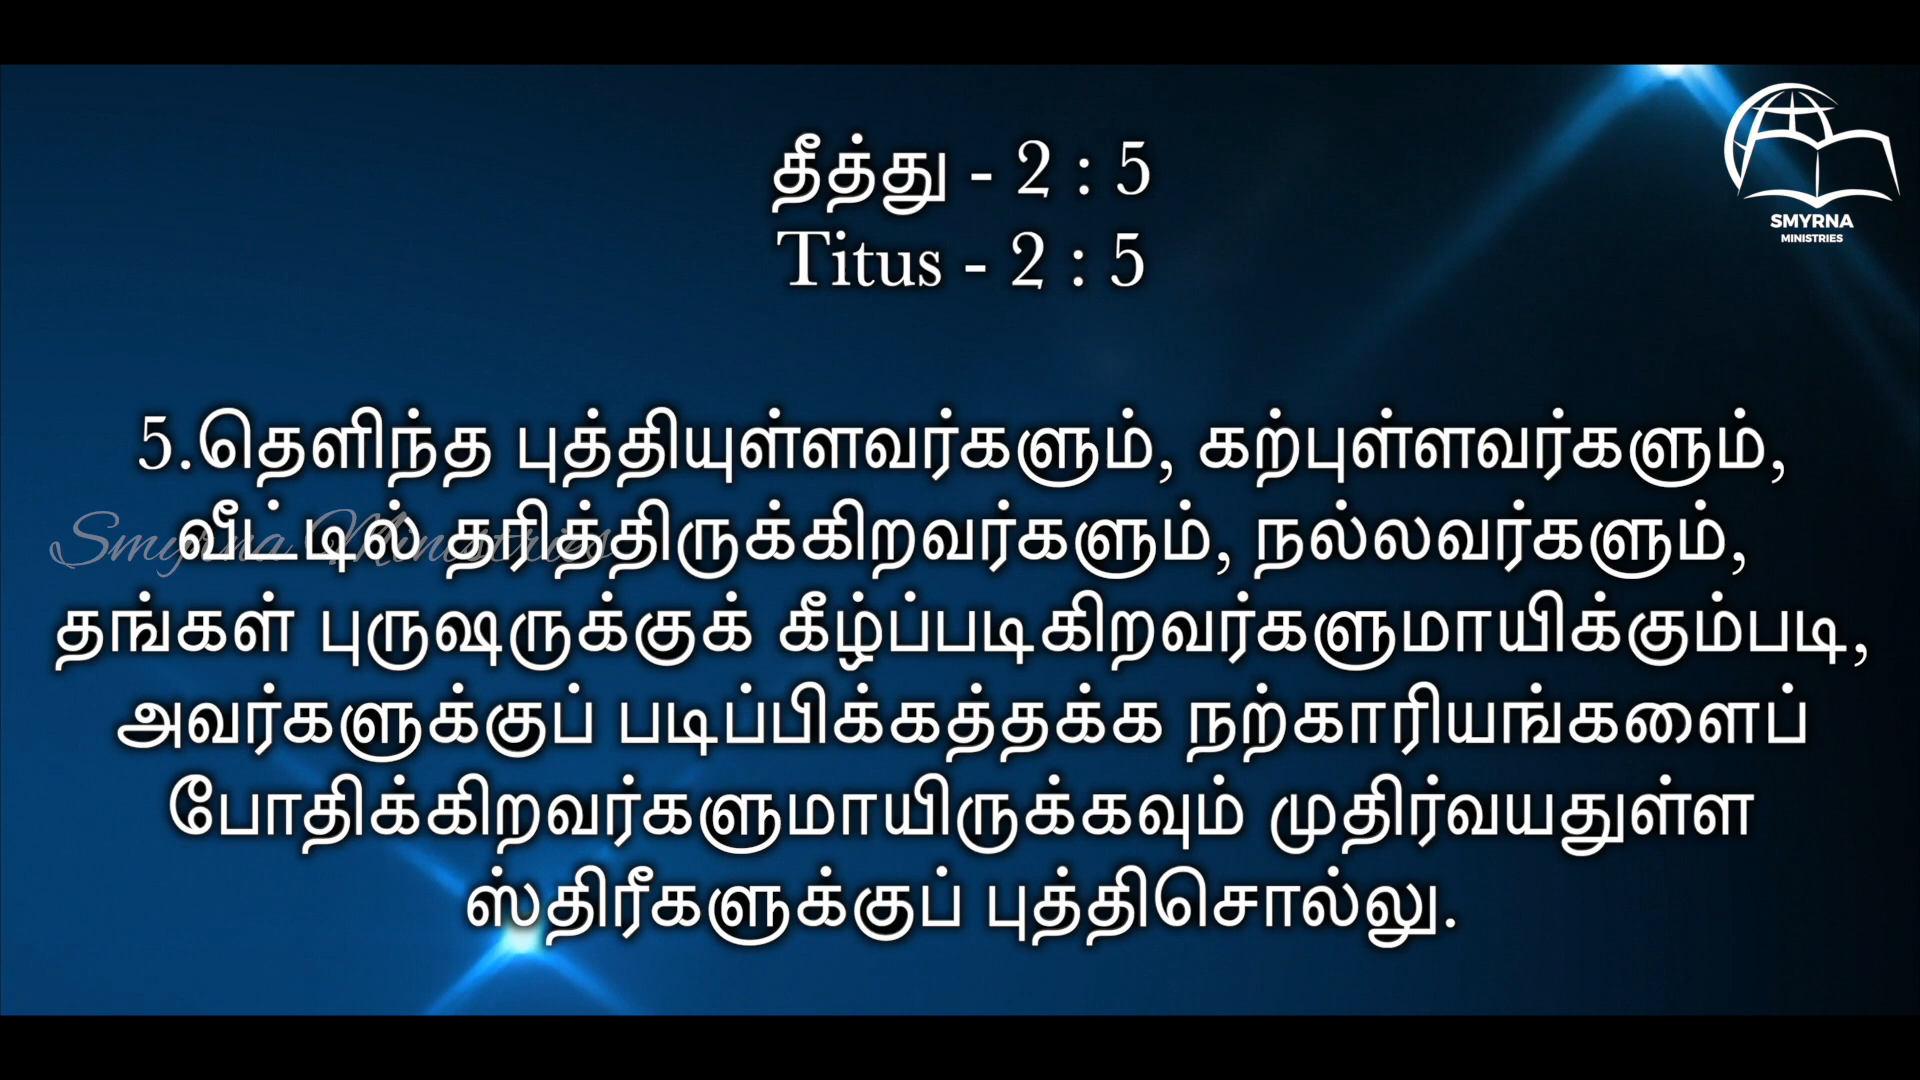 தீத்து - 2 : 5
Titus - 2 : 5
SMYRNA
MINISTRIES
5.தெளிந்த புத்தியுள்ளவர்களும், கற்புள்ளவர்களும்,
வீட்டில் தரித்திருக்கிறவர்களும், நல்லவர்களும்,
Smyrna Ministries
தங்கள் புருஷருக்குக் கீழ்ப்படிகிறவர்களுமாயிக்கும்படி,
அவர்களுக்குப் படிப்பிக்கத்தக்க நற்காரியங்களைப்
போதிக்கிறவர்களுமாயிருக்கவும் முதிர்வயதுள்ள
ஸ்திரீகளுக்குப் புத்திசொல்லு.